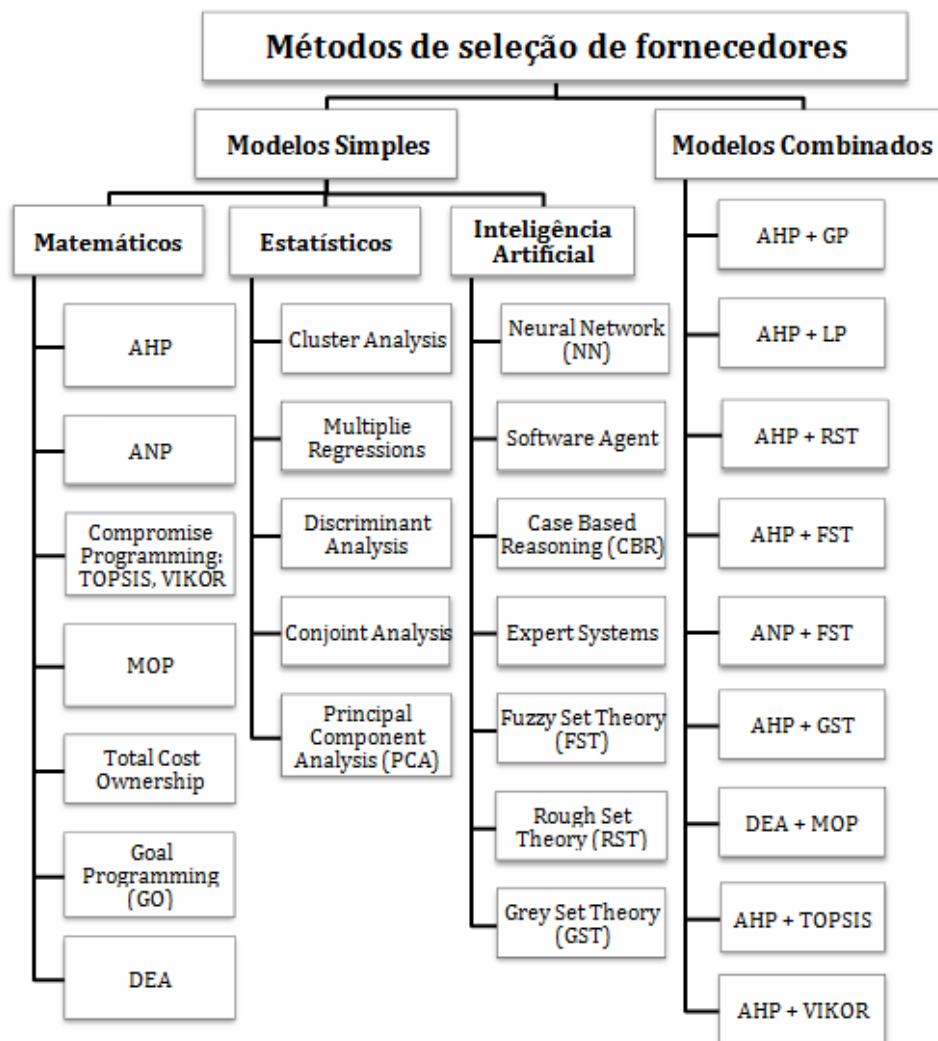 Métodos de seleção de fornecedores
Modelos Simples
Modelos Combinados
Matemáticos
Estatísticos
Inteligência
Artificial
AHP
ANP
Compromise
Programming:
TOPSIS, VIKOR
MOP
Total Cost
Ownership
Goal
Programming
(GO)
DEA
Cluster Analysis
Multiplie
Regressions
Discriminant
Analysis
Conjoint Analysis
Principal
Component
Analysis (PCA)
Neural Network
(NN)
Software Agent
Case Based
Reasoning (CBR)
Expert Systems
Fuzzy Set Theory
(FST)
Rough Set
Theory (RST)
Grey Set Theory
(GST)
AHP + GP
AHP + LP
AHP + RST
AHP + FST
ANP + FST
AHP + GST
DEA + MOP
AHP + TOPSIS
AHP + VIKOR